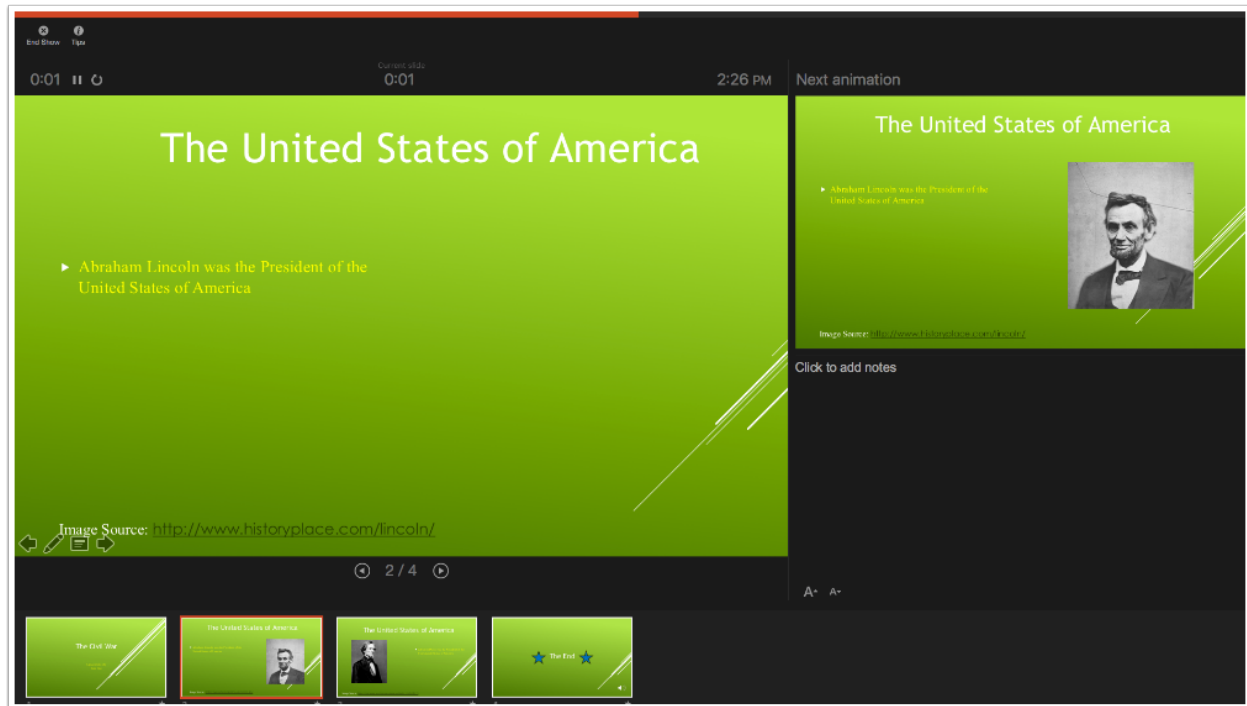 End Show Tips
Current slide
0:01 0:01 2:26 PM
Next animation
The United States of America
Abraham Lincoln was the President of the
United States of America
Image Source: http://www.historyplace.com/lincoln/
2 / 4
The United States of America
Abraham Lincoln was the President of the
United States of America
Image Source: http://www.historyplace.com/lincoln/
Click to add notes
A A
The Civil War
The United States of America
The United States of America
The End